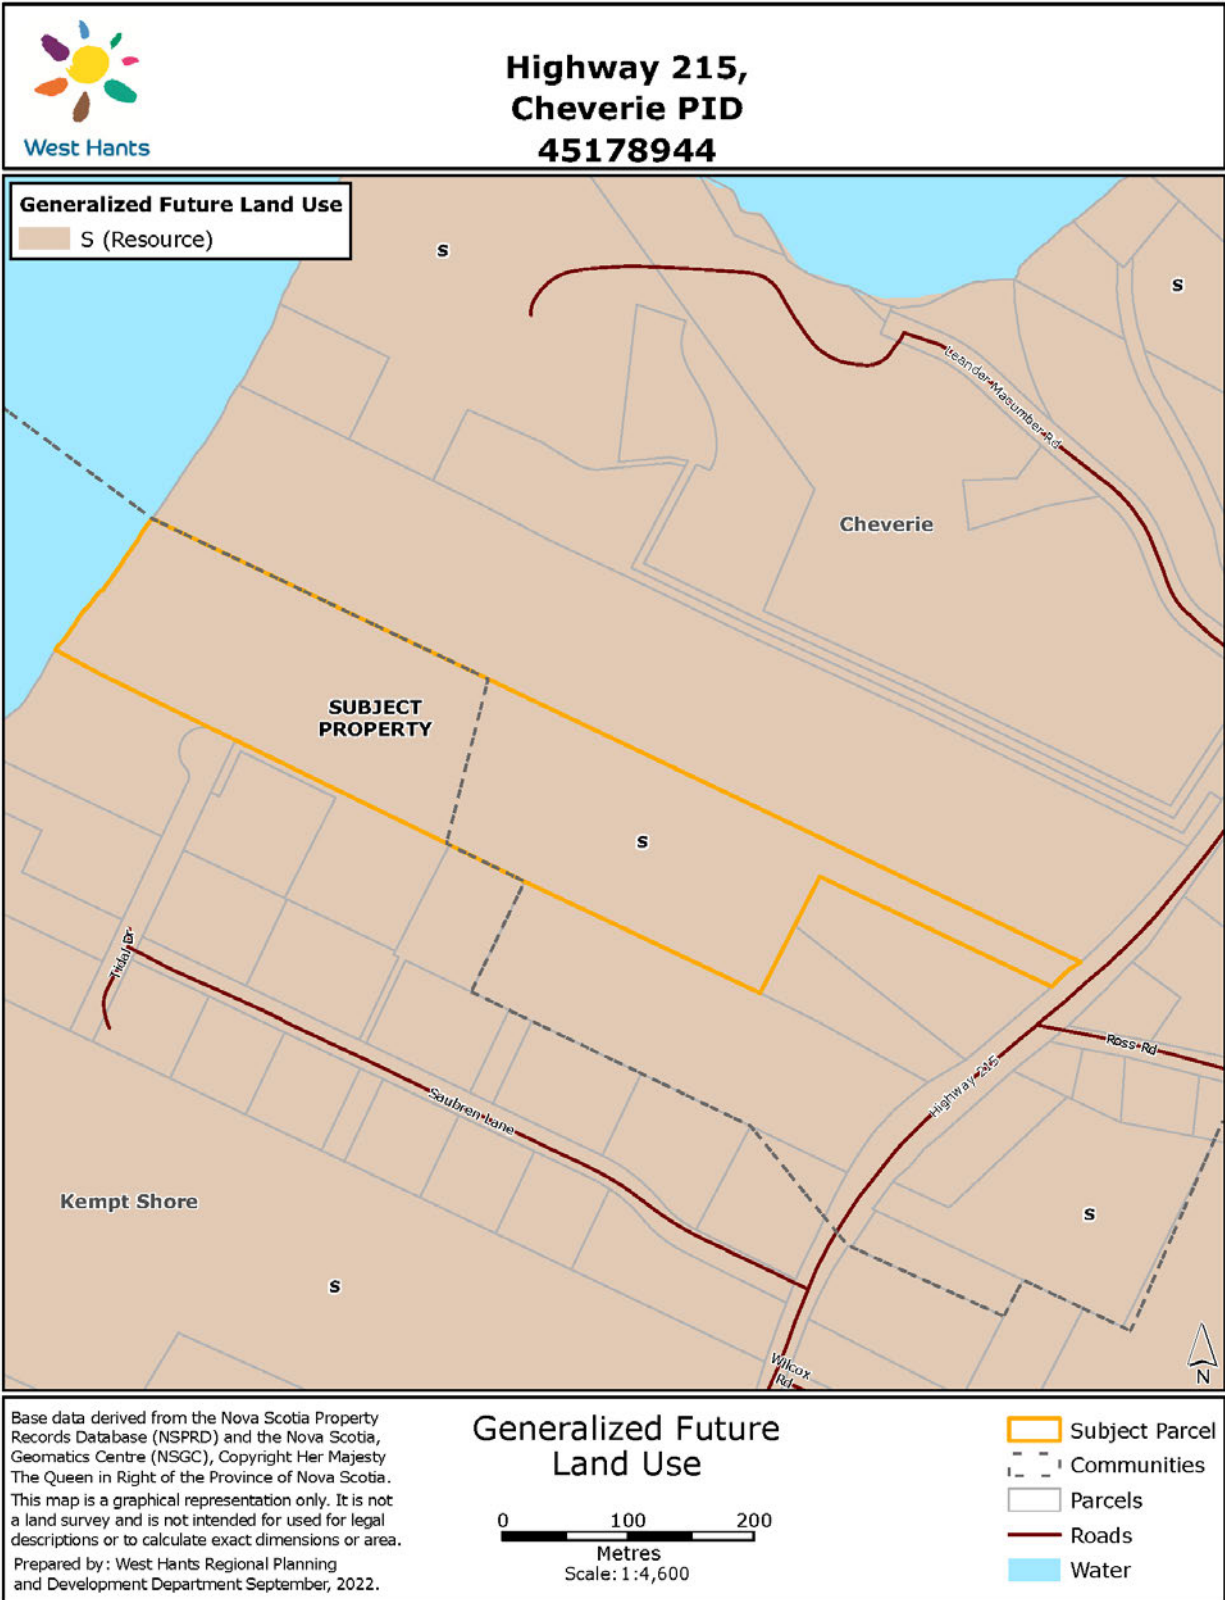 West Hants
Highway 215,
Cheverie PID
45178944
Generalized Future Land Use
S (Resource)
S
S
Leander Macumber Rd
Cheverie
SUBJECT
PROPERTY
S
Tidal Dr
Ross Rd
Highway 215
Saubren Lane
Kempt Shore
S
S
Wilcox
Rd
N
Base data derived from the Nova Scotia Property
Records Database (NSPRD) and the Nova Scotia,
Geomatics Centre (NSGC), Copyright Her Majesty
The Queen in Right of the Province of Nova Scotia.
This map is a graphical representation only. It is not
a land survey and is not intended for used for legal
descriptions or to calculate exact dimensions or area.
Prepared by: West Hants Regional Planning
and Development Department September, 2022.
Generalized Future
Land Use
0 100 200
Metres
Scale: 1:4,600
Subject Parcel
Communities
Parcels
Roads
Water